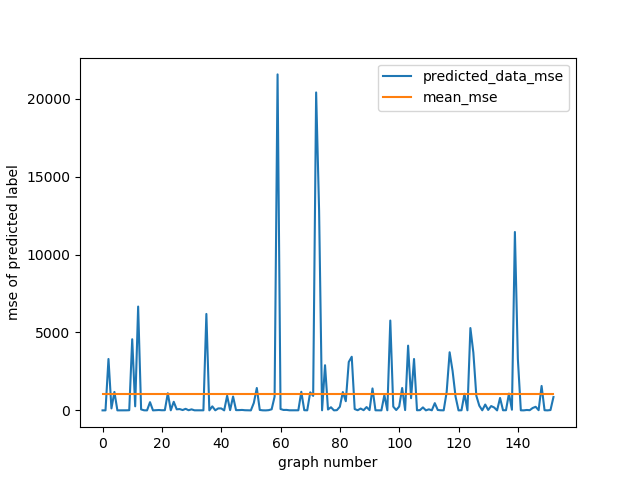 predicted_data_mse
mean_mse
20000
15000
10000
5000
0
mse of predicted label
0 20 40 60 80 100 120 140
graph number